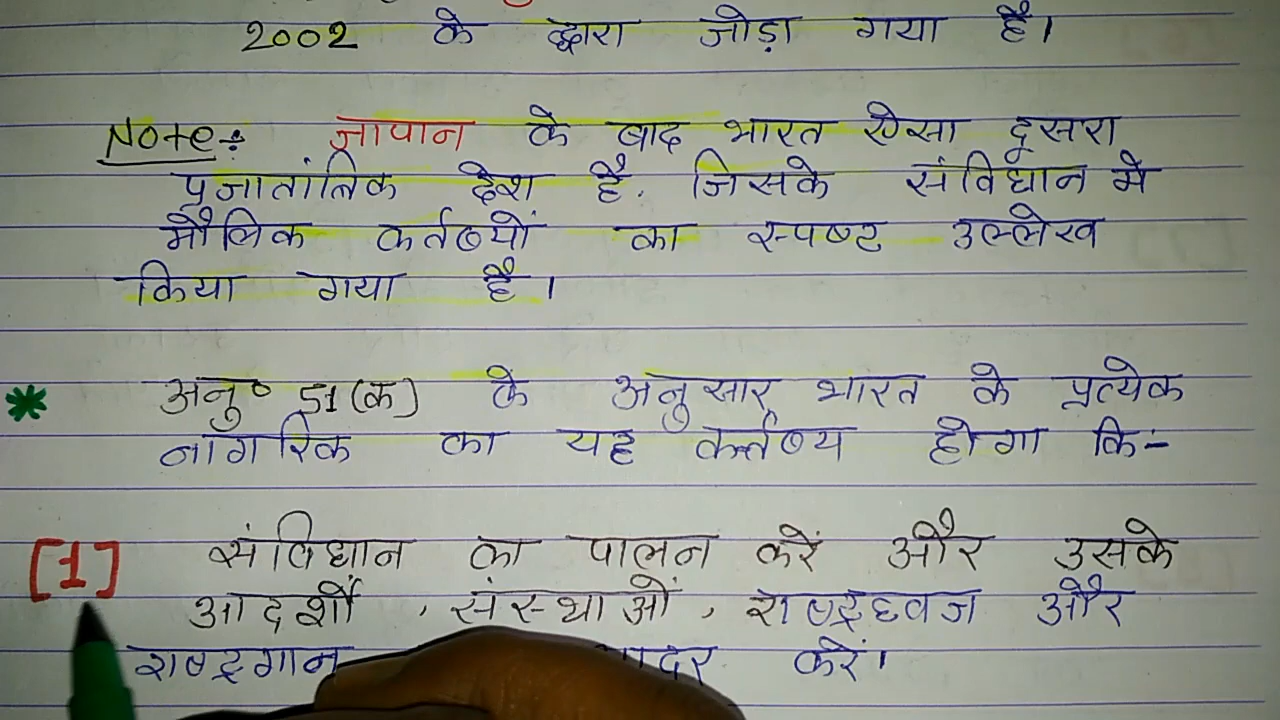 2002 के द्वारा जोड़ा गया है।
Note:- जापान के बाद भारत ऐसा दूसरा
प्रजातांत्रिक देश है. जिसके संविधान मे
मौलिक कर्तव्यों का स्पष्ट उल्लेख
किया गया है।
* अनु० 51(क) के अनुसार भारत के प्रत्येक
नागरिक का यह कर्त्तव्य होगा कि:-
[1] संविधान का पालन करें और उसके
आदर्शों, संस्थाओं, राष्ट्रध्वज और
राष्ट्रगान करें।